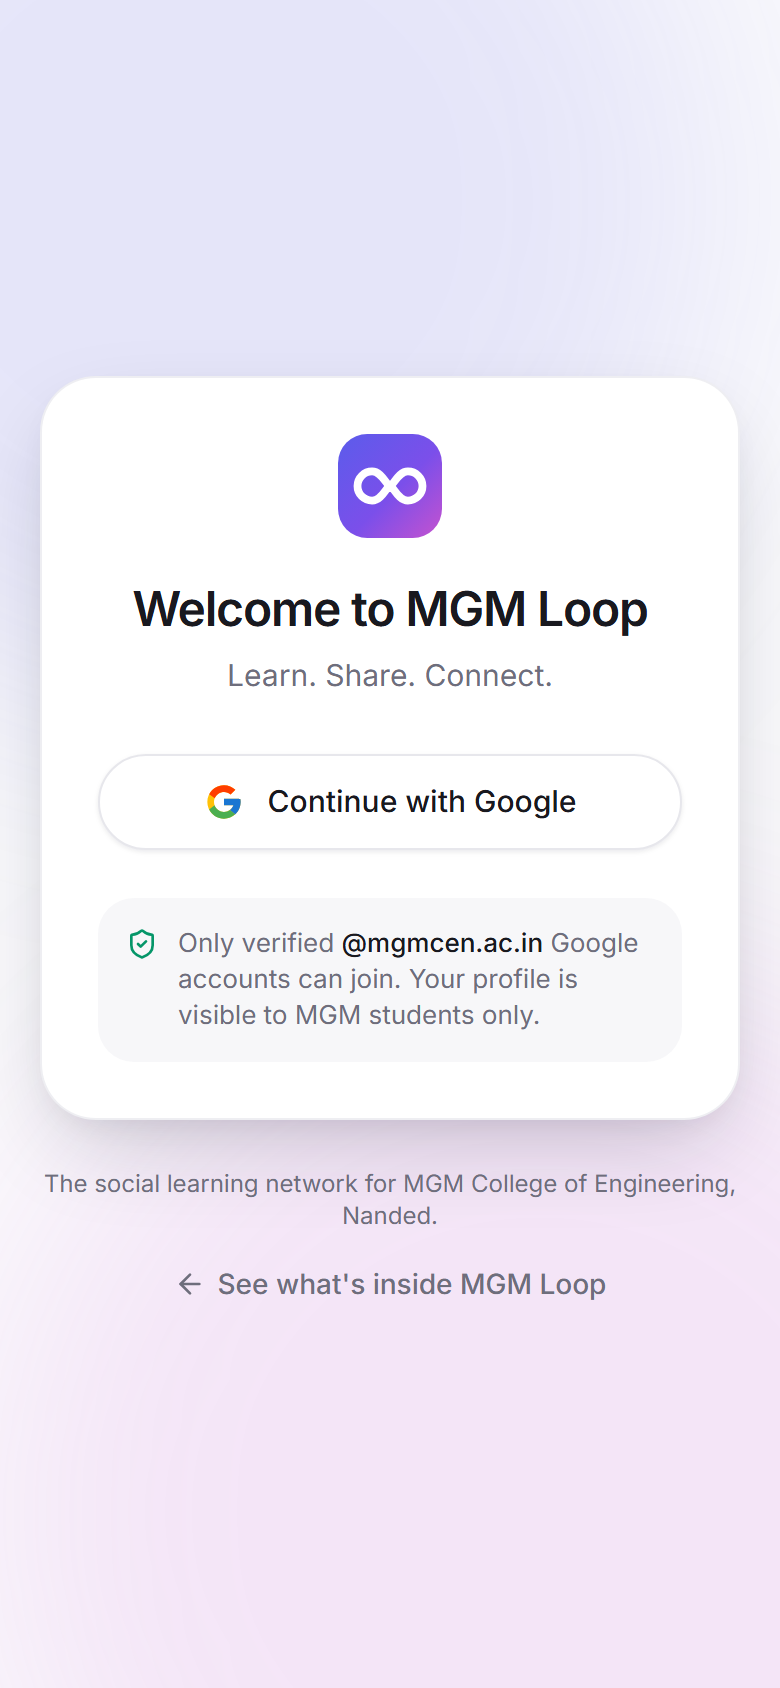 Welcome to MGM Loop
Learn. Share. Connect.
Continue with Google
Only verified @mgmcen.ac.in Google
accounts can join. Your profile is
visible to MGM students only.
The social learning network for MGM College of Engineering,
Nanded.
← See what's inside MGM Loop